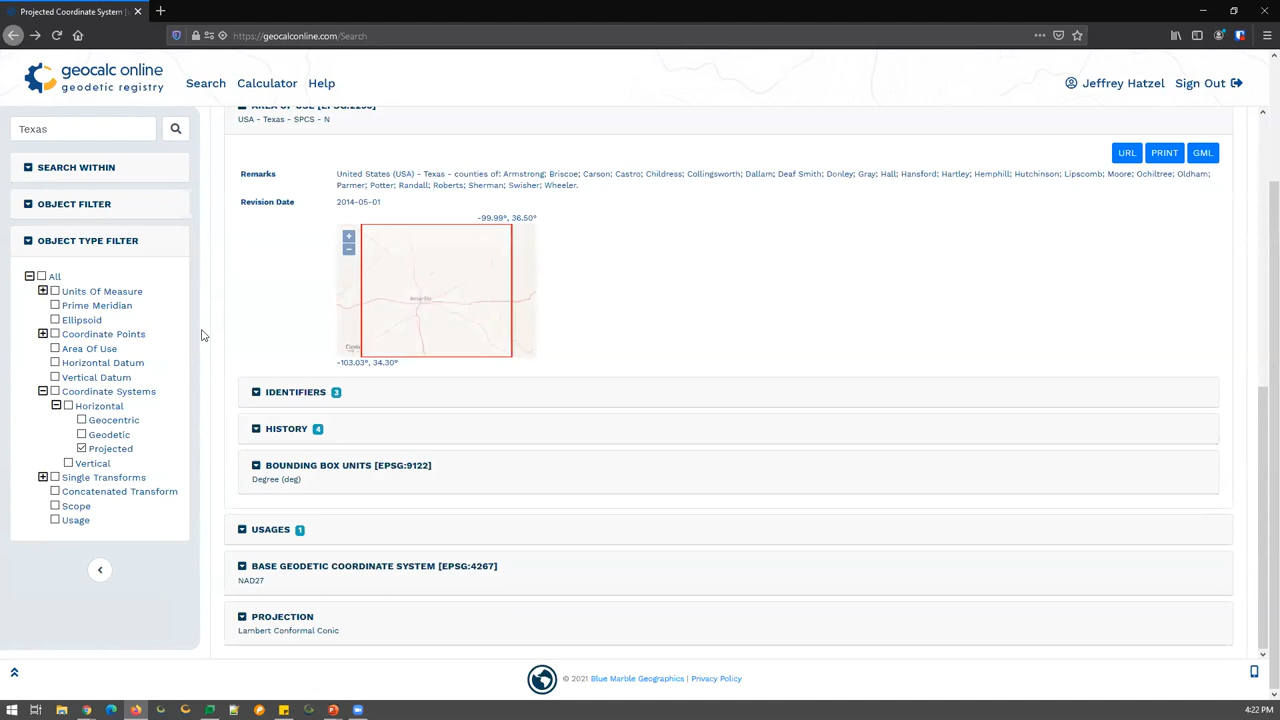 Projected Coordinate System [
https://geocalconline.com/Search
geocalc online
geodetic registry
Search
Calculator
Help
Jeffrey Hatzel
Sign Out
Texas
SEARCH WITHIN
OBJECT FILTER
OBJECT TYPE FILTER
All
Units Of Measure
Prime Meridian
Ellipsoid
Coordinate Points
Area Of Use
Horizontal Datum
Vertical Datum
Coordinate Systems
Horizontal
Geocentric
Geodetic
Projected
Vertical
Single Transforms
Concatenated Transform
Scope
Usage
AREA OF USE [EPSG:2256]
USA - Texas - SPCS - N
URL
PRINT
GML
Remarks
United States (USA) - Texas - counties of: Armstrong; Briscoe; Carson; Castro; Childress; Collingsworth; Dallam; Deaf Smith; Donley; Gray; Hall; Hansford; Hartley; Hemphill; Hutchinson; Lipscomb; Moore; Ochiltree; Oldham;
Parmer; Potter; Randall; Roberts; Sherman; Swisher; Wheeler.
Revision Date
2014-05-01
-99.99°, 36.50°
+
−
Amarillo
-103.03°, 34.30°
IDENTIFIERS 3
HISTORY 4
BOUNDING BOX UNITS [EPSG:9122]
Degree (deg)
USAGES 1
BASE GEODETIC COORDINATE SYSTEM [EPSG:4267]
NAD27
PROJECTION
Lambert Conformal Conic
© 2021 Blue Marble Geographics | Privacy Policy
4:22 PM